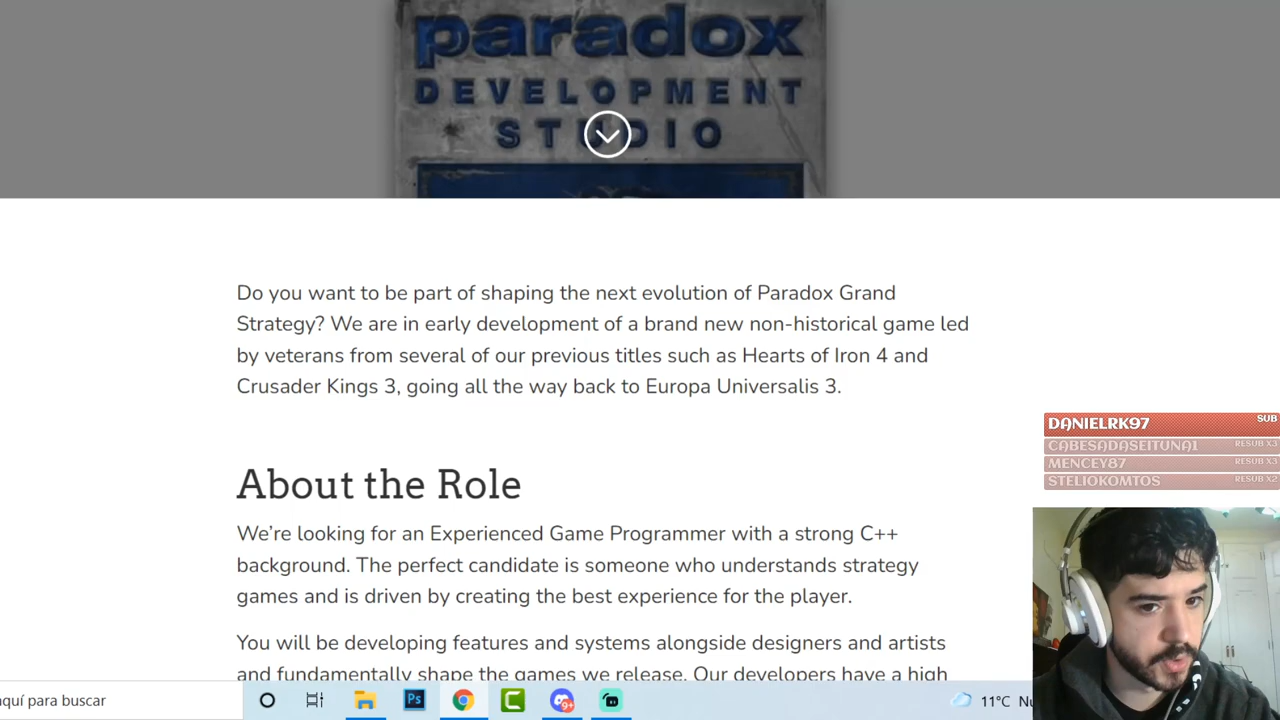 paradox
DEVELOPMENT
STUDIO
Do you want to be part of shaping the next evolution of Paradox Grand
Strategy? We are in early development of a brand new non-historical game led
by veterans from several of our previous titles such as Hearts of Iron 4 and
Crusader Kings 3, going all the way back to Europa Universalis 3.
About the Role
We’re looking for an Experienced Game Programmer with a strong C++
background. The perfect candidate is someone who understands strategy
games and is driven by creating the best experience for the player.
You will be developing features and systems alongside designers and artists
and fundamentally shape the games we release. Our developers have a high
DANIELRK97 SUB
CABESADASEITUNA1 RESUB X3
MENCEY87 RESUB X3
STELIOKOMTOS RESUB X2
aquí para buscar
Ps
9+
11°C Nu